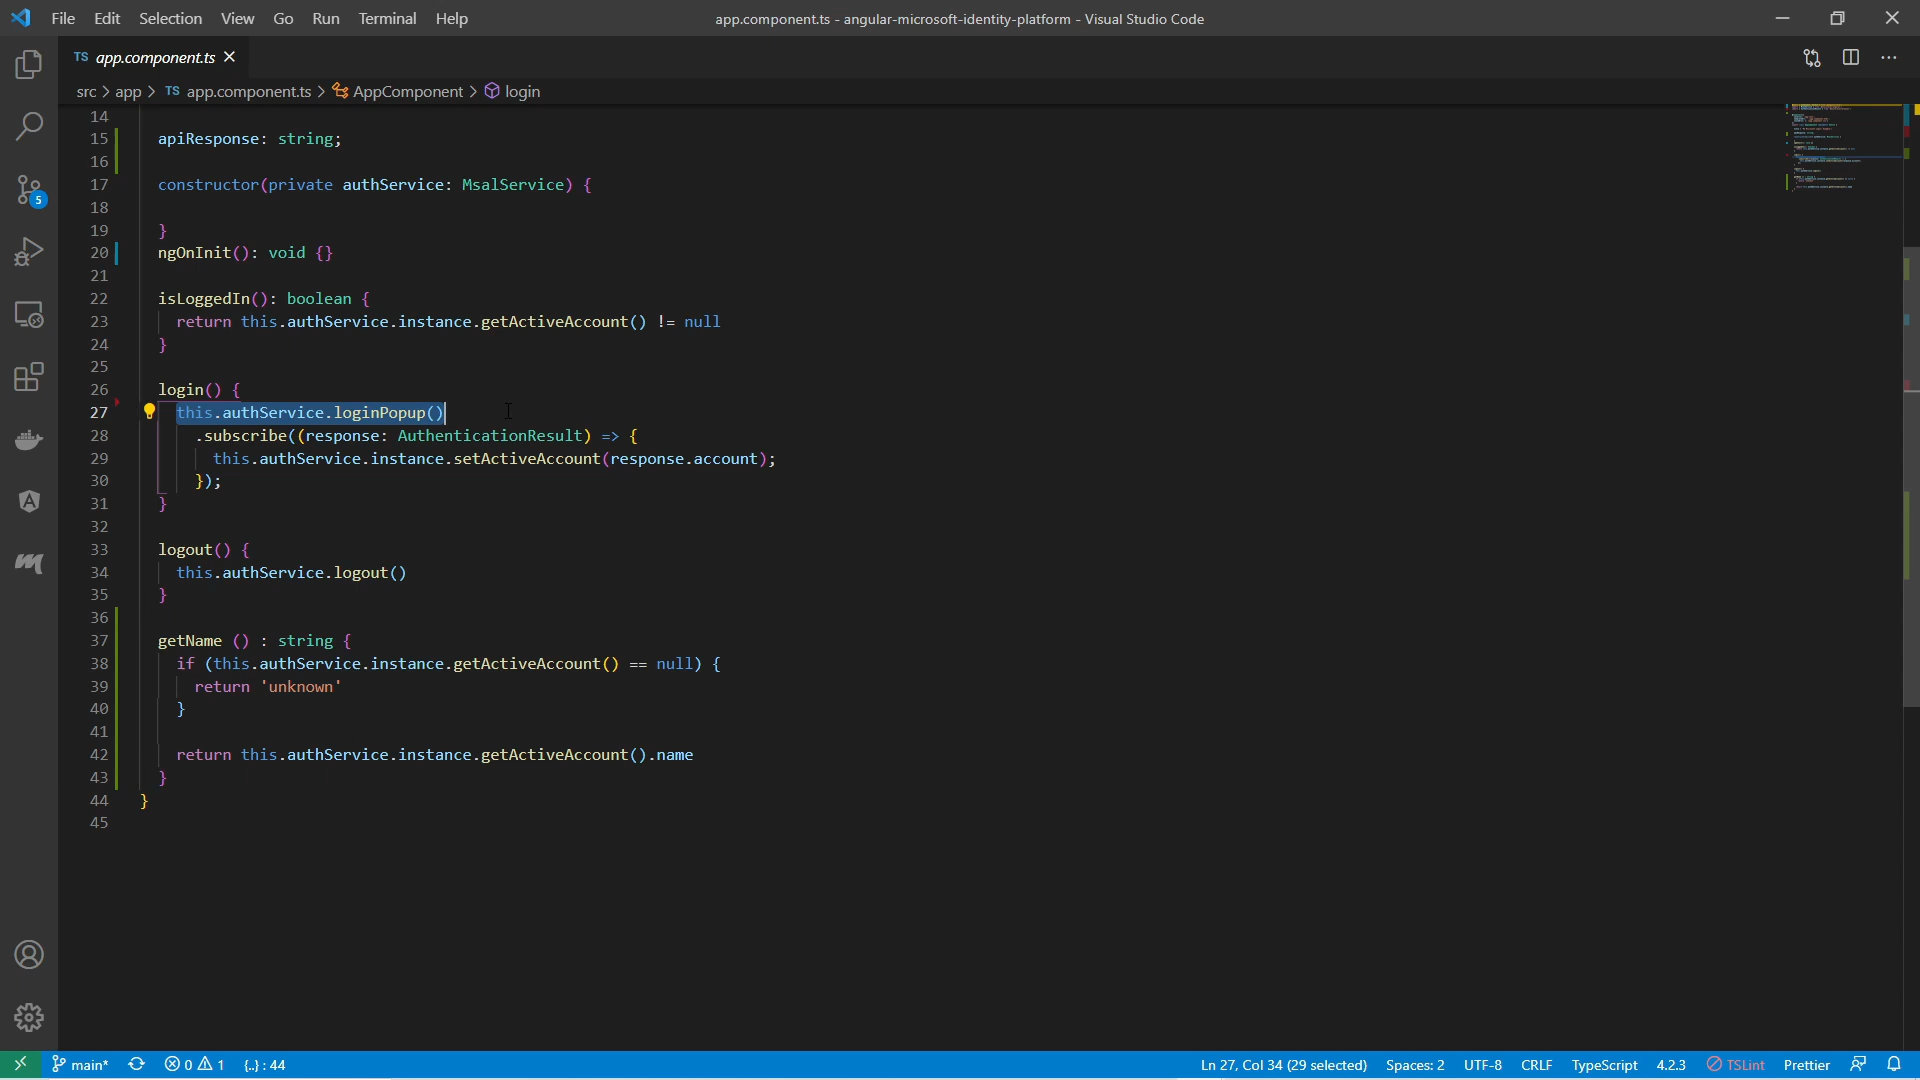 File Edit Selection View Go Run Terminal Help
app.component.ts - angular-microsoft-identity-platform - Visual Studio Code
TS app.component.ts
src > app > TS app.component.ts > AppComponent > login
14
15 apiResponse: string;
16
17 constructor(private authService: MsalService) {
18
19 }
20 ngOnInit(): void {}
21
22 isLoggedIn(): boolean {
23 return this.authService.instance.getActiveAccount() != null
24 }
25
26 login() {
27 this.authService.loginPopup()
28 .subscribe((response: AuthenticationResult) => {
29 this.authService.instance.setActiveAccount(response.account);
30 });
31 }
32
33 logout() {
34 this.authService.logout()
35 }
36
37 getName () : string {
38 if (this.authService.instance.getActiveAccount() == null) {
39 return 'unknown'
40 }
41
42 return this.authService.instance.getActiveAccount().name
43 }
44 }
45
5
main* 0 1 {..} : 44 Ln 27, Col 34 (29 selected) Spaces: 2 UTF-8 CRLF TypeScript 4.2.3 TSLint Prettier